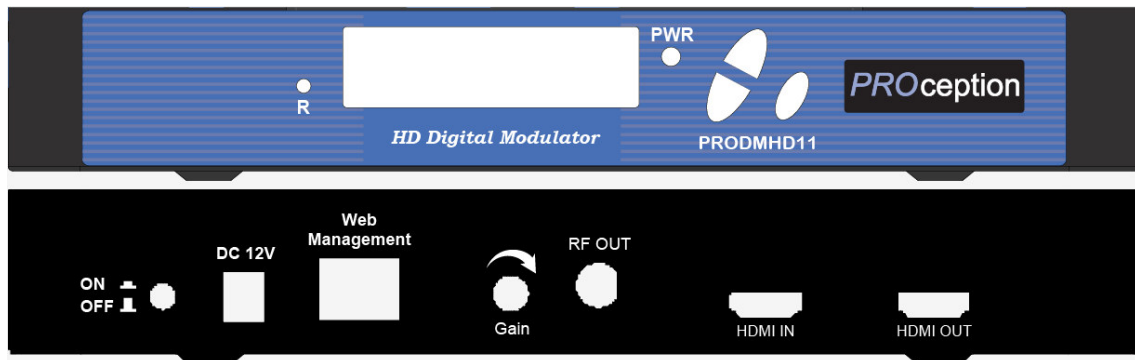 PWR
R
PROception
HD Digital Modulator
PRODMHD11
Web
Management
DC 12V
RF OUT
ON
OFF
Gain
HDMI IN
HDMI OUT